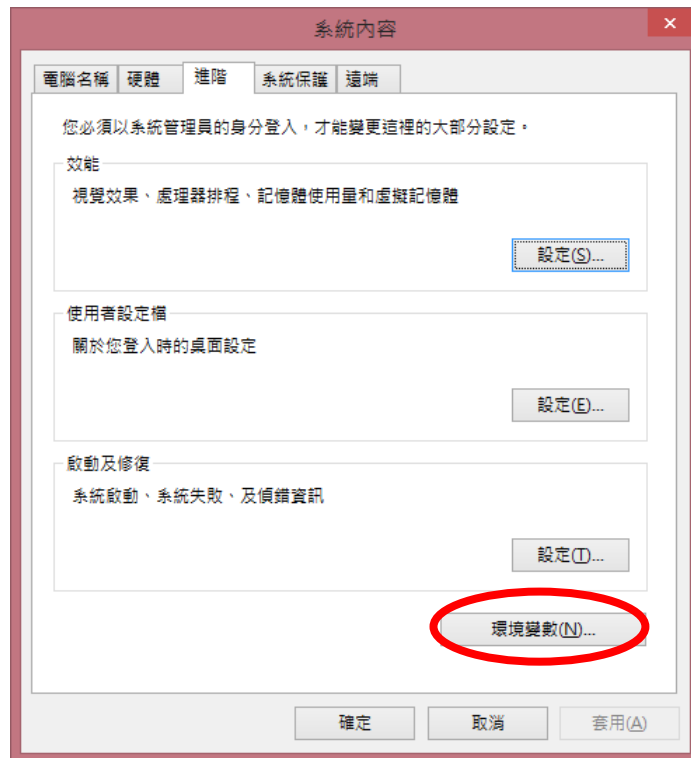 系統內容
電腦名稱 硬體 進階 系統保護 遠端
您必須以系統管理員的身分登入，才能變更這裡的大部分設定。
效能
視覺效果、處理器排程、記憶體使用量和虛擬記憶體
設定(S)...
使用者設定檔
關於您登入時的桌面設定
設定(E)...
啟動及修復
系統啟動、系統失敗、及偵錯資訊
設定(T)...
環境變數(N)...
確定 取消 套用(A)